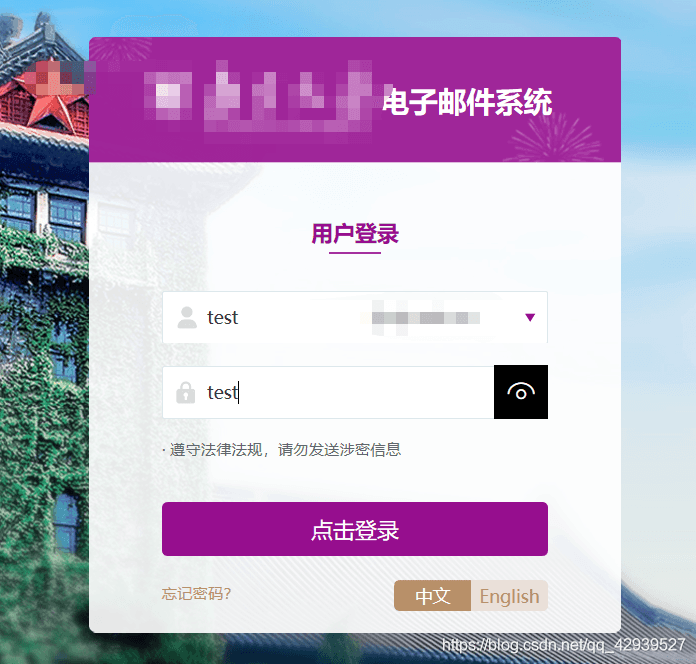 电子邮件系统
用户登录
test
test
· 遵守法律法规，请勿发送涉密信息
点击登录
忘记密码？
中文 English
https://blog.csdn.net/qq_42939527